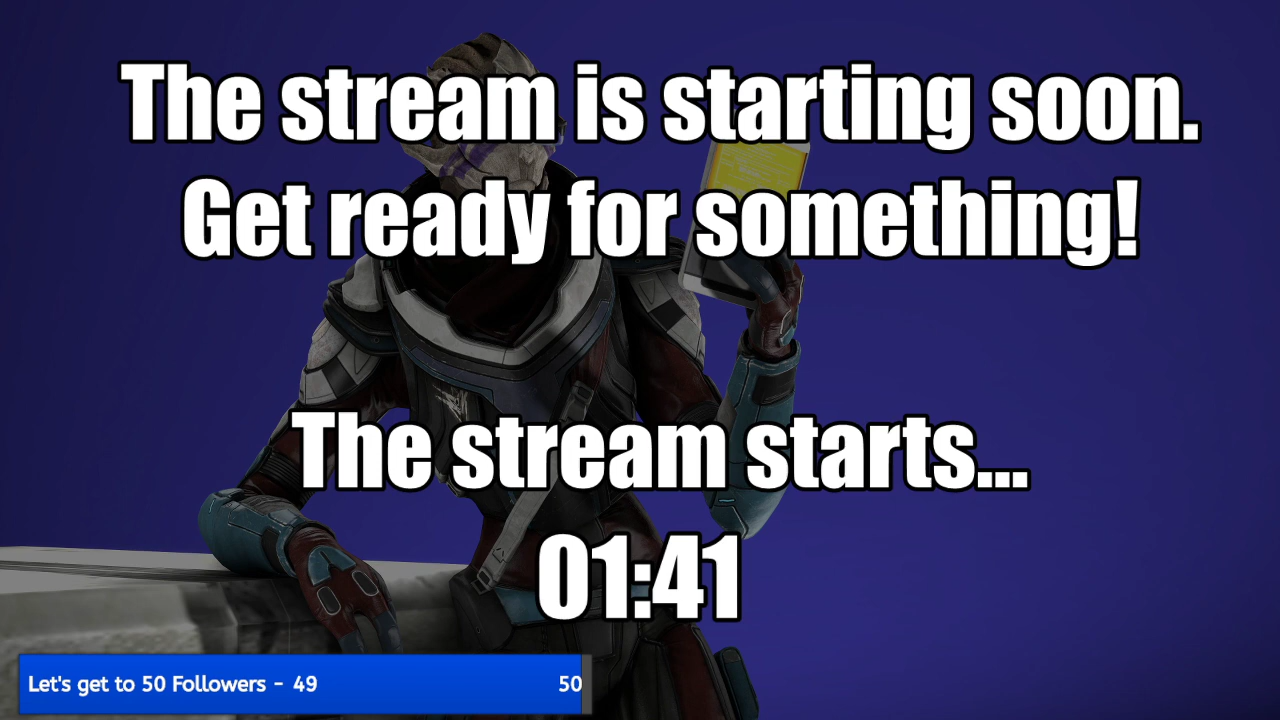 The stream is starting soon.
Get ready for something!
The stream starts...
01:41
Let's get to 50 Followers - 49 50